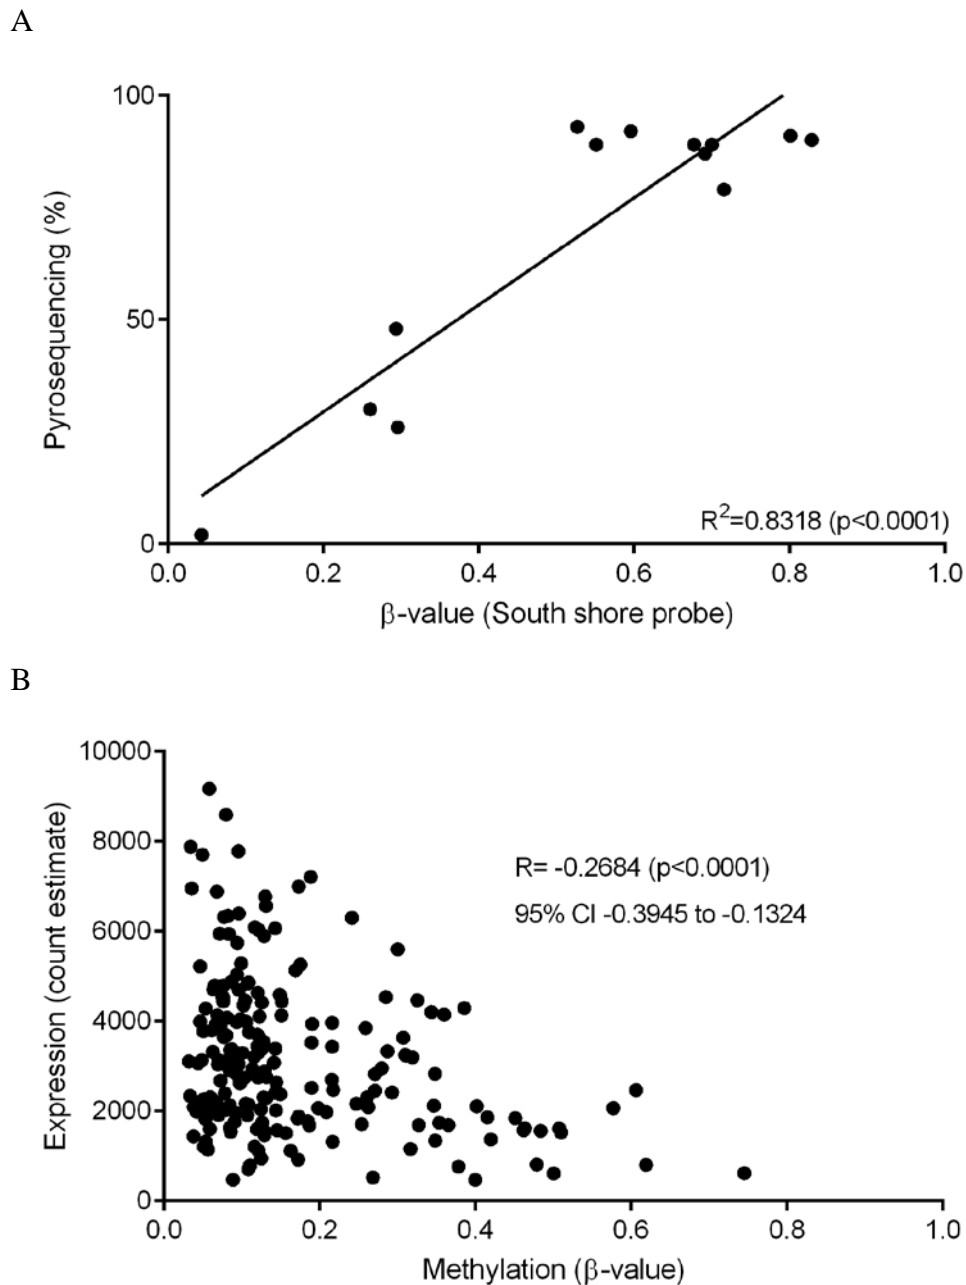 A
100
50
0
0.0 0.2 0.4 0.6 0.8 1.0
Pyrosequencing (%)
R²=0.8318 (p<0.0001)
β-value (South shore probe)
B
10000
8000
6000
4000
2000
0
0.0 0.2 0.4 0.6 0.8 1.0
Expression (count estimate)
R= -0.2684 (p<0.0001)
95% CI -0.3945 to -0.1324
Methylation (β-value)